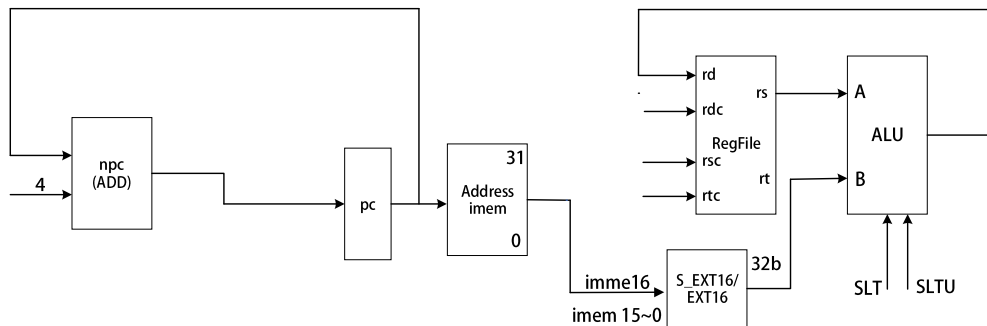 npc
(ADD)
4
pc
31
Address
imem
0
imme16
imem 15~0
S_EXT16/
EXT16
32b
rd
rs
rdc
RegFile
rsc
rt
rtc
A
ALU
B
SLT
SLTU